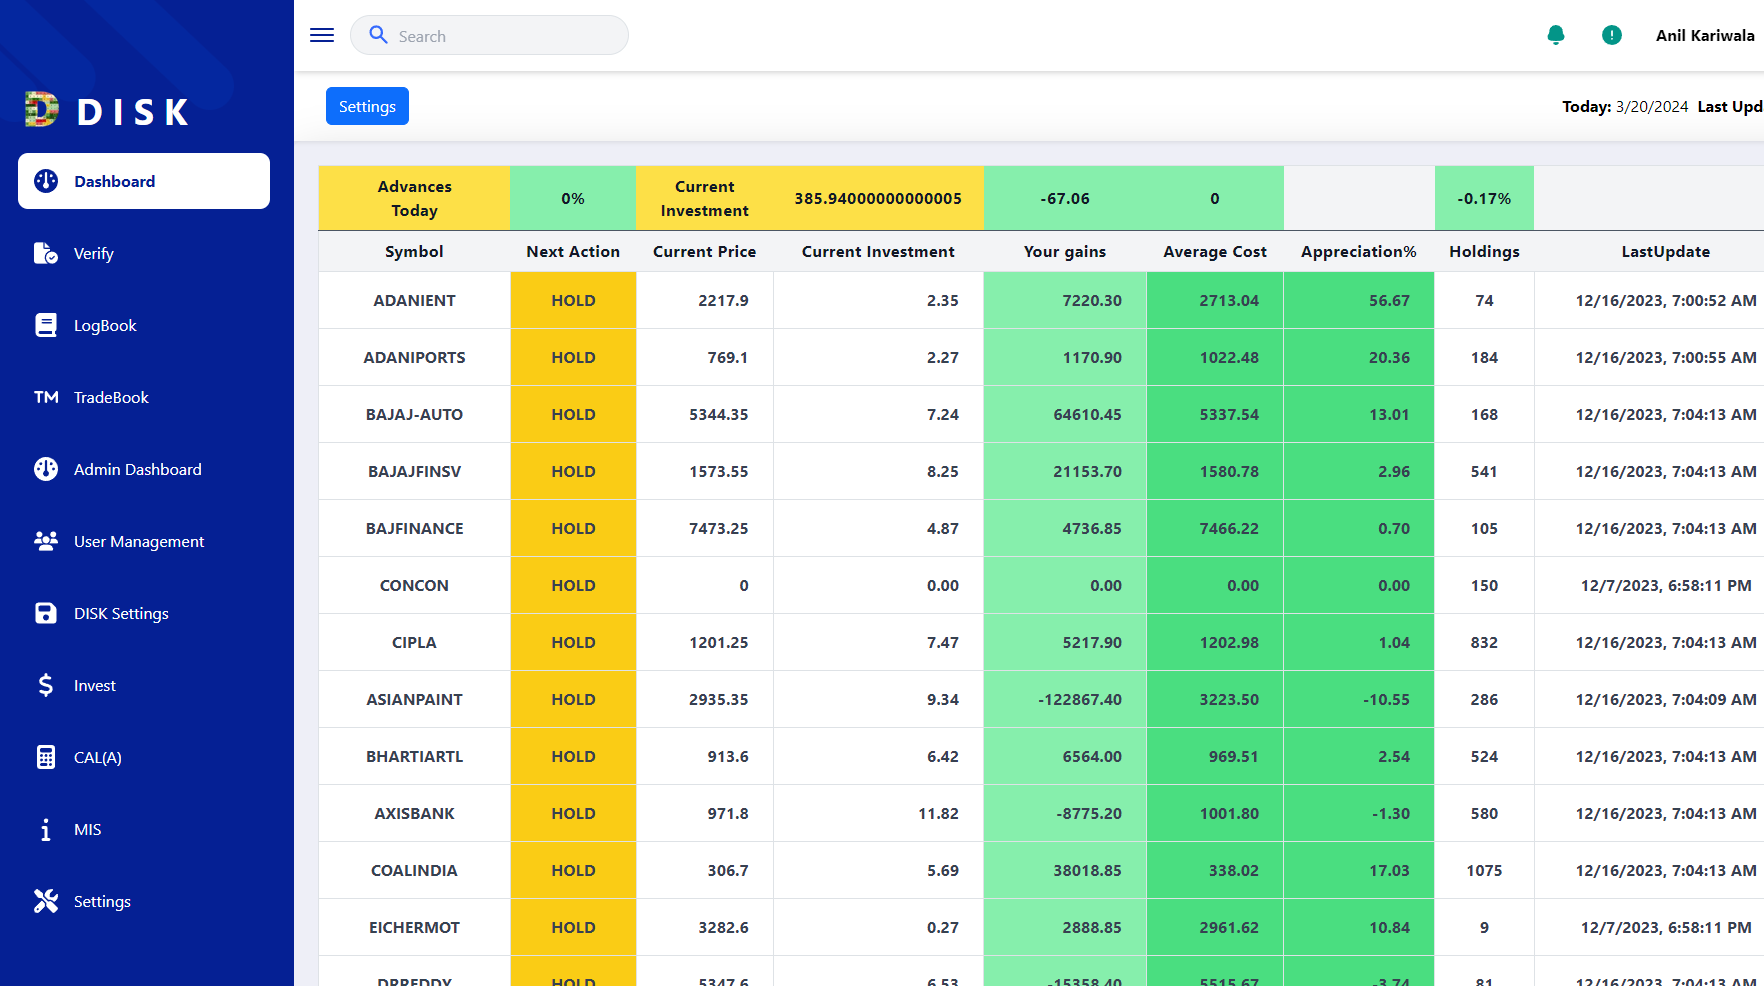 Search
Anil Kariwala
D DISK
Settings
Today: 3/20/2024 Last Upd
Dashboard
Verify
LogBook
TM TradeBook
Admin Dashboard
User Management
DISK Settings
$ Invest
CAL(A)
i MIS
Settings
Advances Today 0% Current Investment 385.94000000000005 -67.06 0 -0.17%
Symbol Next Action Current Price Current Investment Your gains Average Cost Appreciation% Holdings LastUpdate
ADANIENT HOLD 2217.9 2.35 7220.30 2713.04 56.67 74 12/16/2023, 7:00:52 AM
ADANIPORTS HOLD 769.1 2.27 1170.90 1022.48 20.36 184 12/16/2023, 7:00:55 AM
BAJAJ-AUTO HOLD 5344.35 7.24 64610.45 5337.54 13.01 168 12/16/2023, 7:04:13 AM
BAJAJFINSV HOLD 1573.55 8.25 21153.70 1580.78 2.96 541 12/16/2023, 7:04:13 AM
BAJFINANCE HOLD 7473.25 4.87 4736.85 7466.22 0.70 105 12/16/2023, 7:04:13 AM
CONCON HOLD 0 0.00 0.00 0.00 0.00 150 12/7/2023, 6:58:11 PM
CIPLA HOLD 1201.25 7.47 5217.90 1202.98 1.04 832 12/16/2023, 7:04:13 AM
ASIANPAINT HOLD 2935.35 9.34 -122867.40 3223.50 -10.55 286 12/16/2023, 7:04:09 AM
BHARTIARTL HOLD 913.6 6.42 6564.00 969.51 2.54 524 12/16/2023, 7:04:13 AM
AXISBANK HOLD 971.8 11.82 -8775.20 1001.80 -1.30 580 12/16/2023, 7:04:13 AM
COALINDIA HOLD 306.7 5.69 38018.85 338.02 17.03 1075 12/16/2023, 7:04:13 AM
EICHERMOT HOLD 3282.6 0.27 2888.85 2961.62 10.84 9 12/7/2023, 6:58:11 PM
DRREDDY HOLD 5347.6 6.53 -15358.40 5515.67 -3.74 81 12/16/2023, 7:04:13 AM